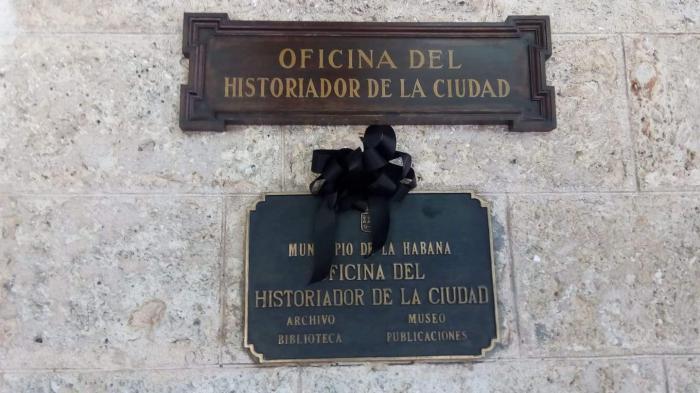 OFICINA DEL
HISTORIADOR DE LA CIUDAD
MUNICIPIO DE LA HABANA
OFICINA DEL
HISTORIADOR DE LA CIUDAD
ARCHIVO MUSEO
BIBLIOTECA PUBLICACIONES